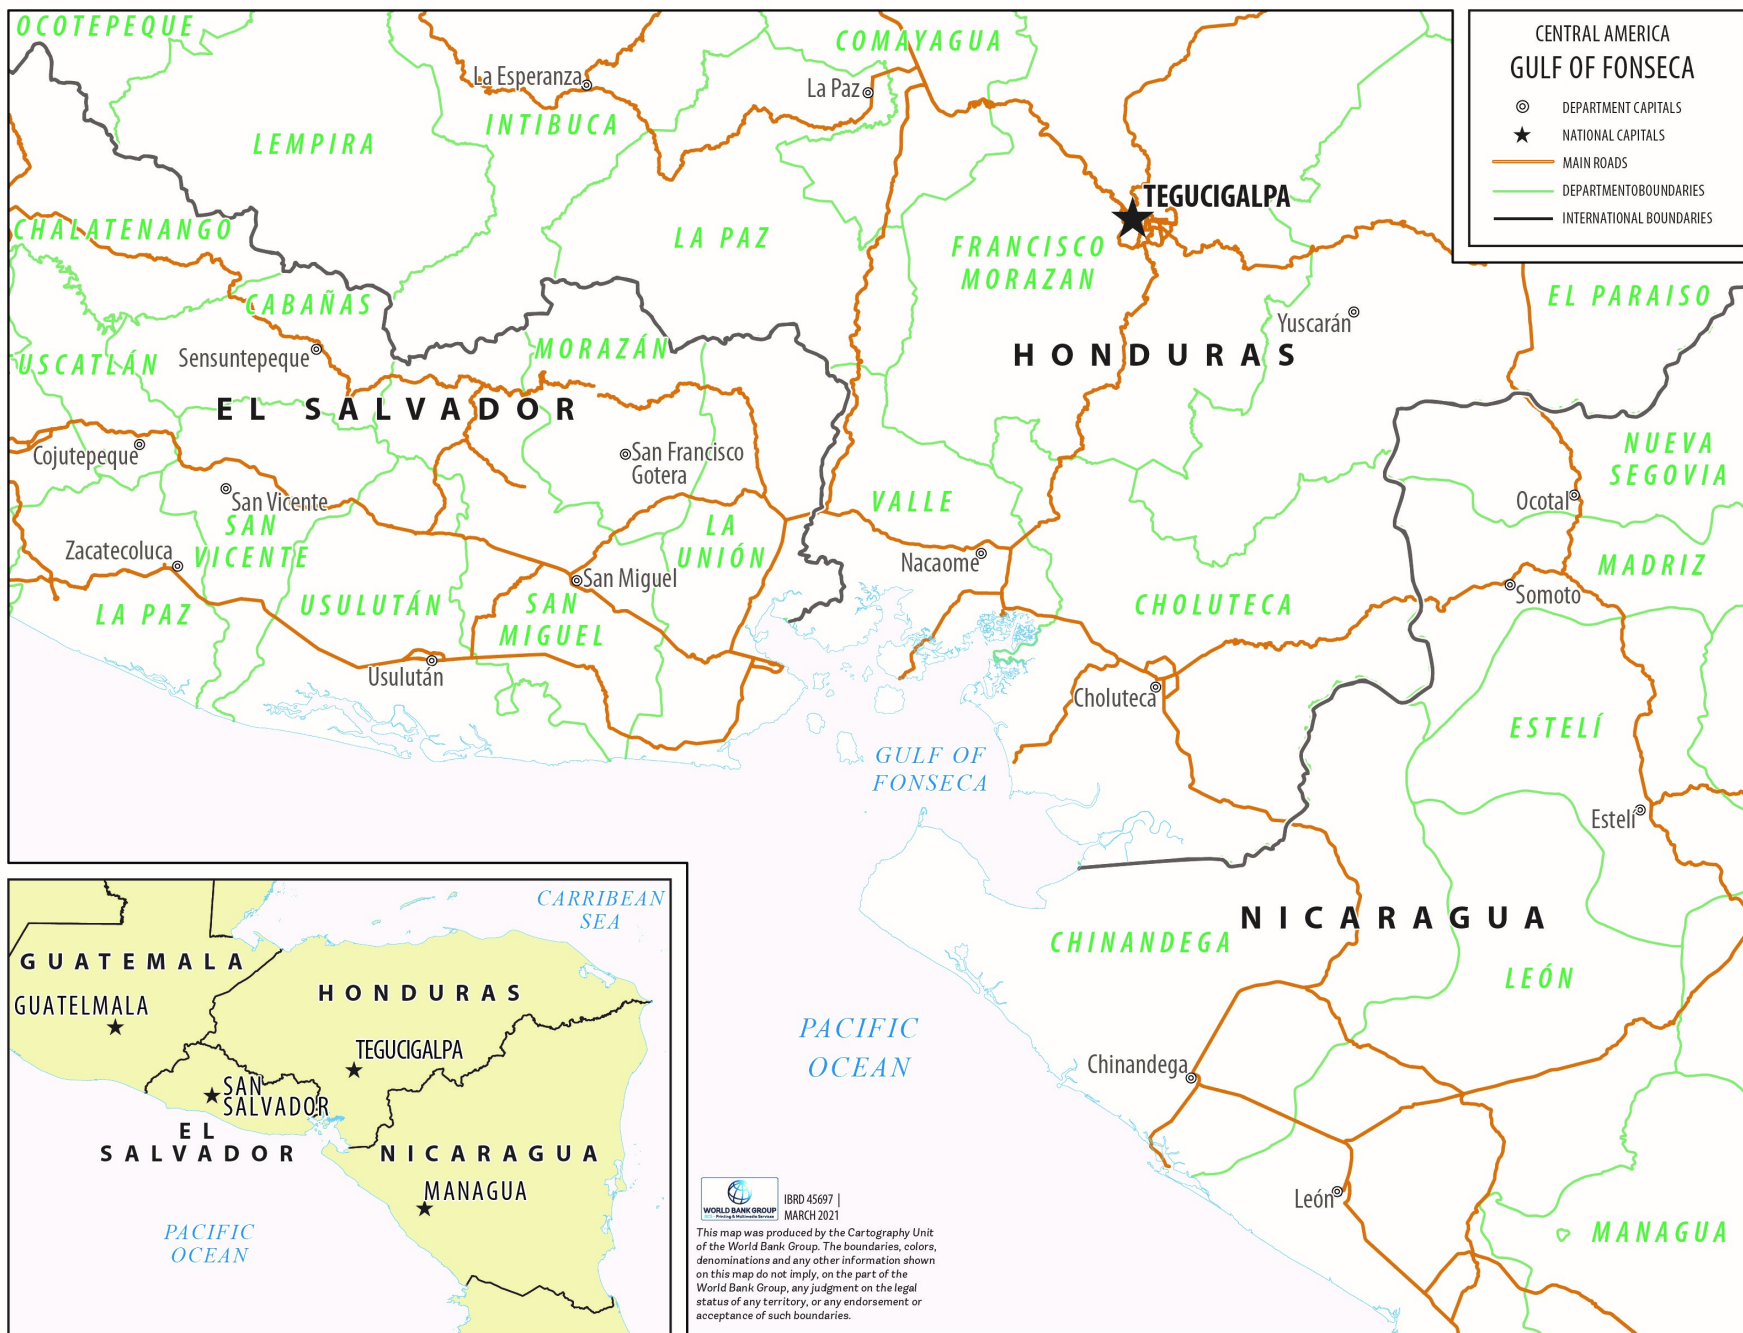 OCOTEPEQUE
COMAYAGUA
La Esperanza
La Paz
INTIBUCA
LEMPIRA
TEGUCIGALPA
CHALATENANGO
LA PAZ
FRANCISCO
MORAZAN
CABAÑAS
EL PARAISO
Yuscarán
HONDURAS
USCATLÁN
Sensuntepeque
MORAZÁN
EL SALVADOR
Cojutepeque
San Francisco
Gotera
NUEVA
SEGOVIA
San Vicente
SAN
VICENTE
VALLE
Ocotal
LA
UNIÓN
Zacatecoluca
Nacaome
MADRIZ
San Miguel
LA PAZ
USULUTÁN
SAN
MIGUEL
CHOLUTECA
Somoto
Usulután
Choluteca
ESTELÍ
GULF OF
FONSECA
Estelí
NICARAGUA
CHINANDEGA
LEÓN
PACIFIC
OCEAN
Chinandega
León
MANAGUA
CENTRAL AMERICA
GULF OF FONSECA
DEPARTMENT CAPITALS
NATIONAL CAPITALS
MAIN ROADS
DEPARTMENT0BOUNDARIES
INTERNATIONAL BOUNDARIES
CARRIBEAN
SEA
GUATEMALA
HONDURAS
GUATELMALA
TEGUCIGALPA
SAN
SALVADOR
EL
SALVADOR
NICARAGUA
MANAGUA
PACIFIC
OCEAN
WORLD BANK GROUP
Printing & Multimedia Services
IBRD 45697 |
MARCH 2021
This map was produced by the Cartography Unit
of the World Bank Group. The boundaries, colors,
denominations and any other information shown
on this map do not imply, on the part of the
World Bank Group, any judgment on the legal
status of any territory, or any endorsement or
acceptance of such boundaries.